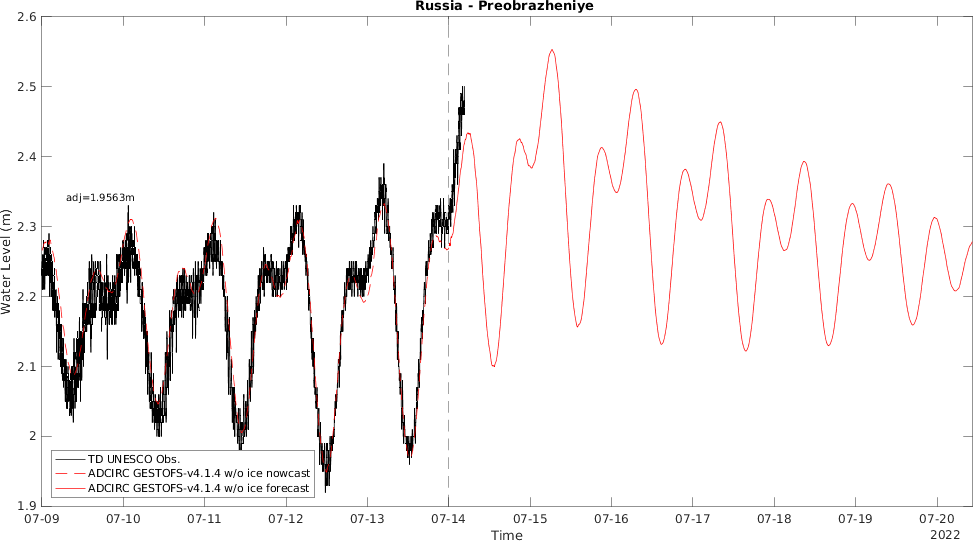 Russia - Preobrazheniye
2.6
2.5
2.4
2.3
2.2
2.1
2
1.9
Water Level (m)
adj=1.9563m
TD UNESCO Obs.
ADCIRC GESTOFS-v4.1.4 w/o ice nowcast
ADCIRC GESTOFS-v4.1.4 w/o ice forecast
07-09 07-10 07-11 07-12 07-13 07-14 07-15 07-16 07-17 07-18 07-19 07-20
2022
Time